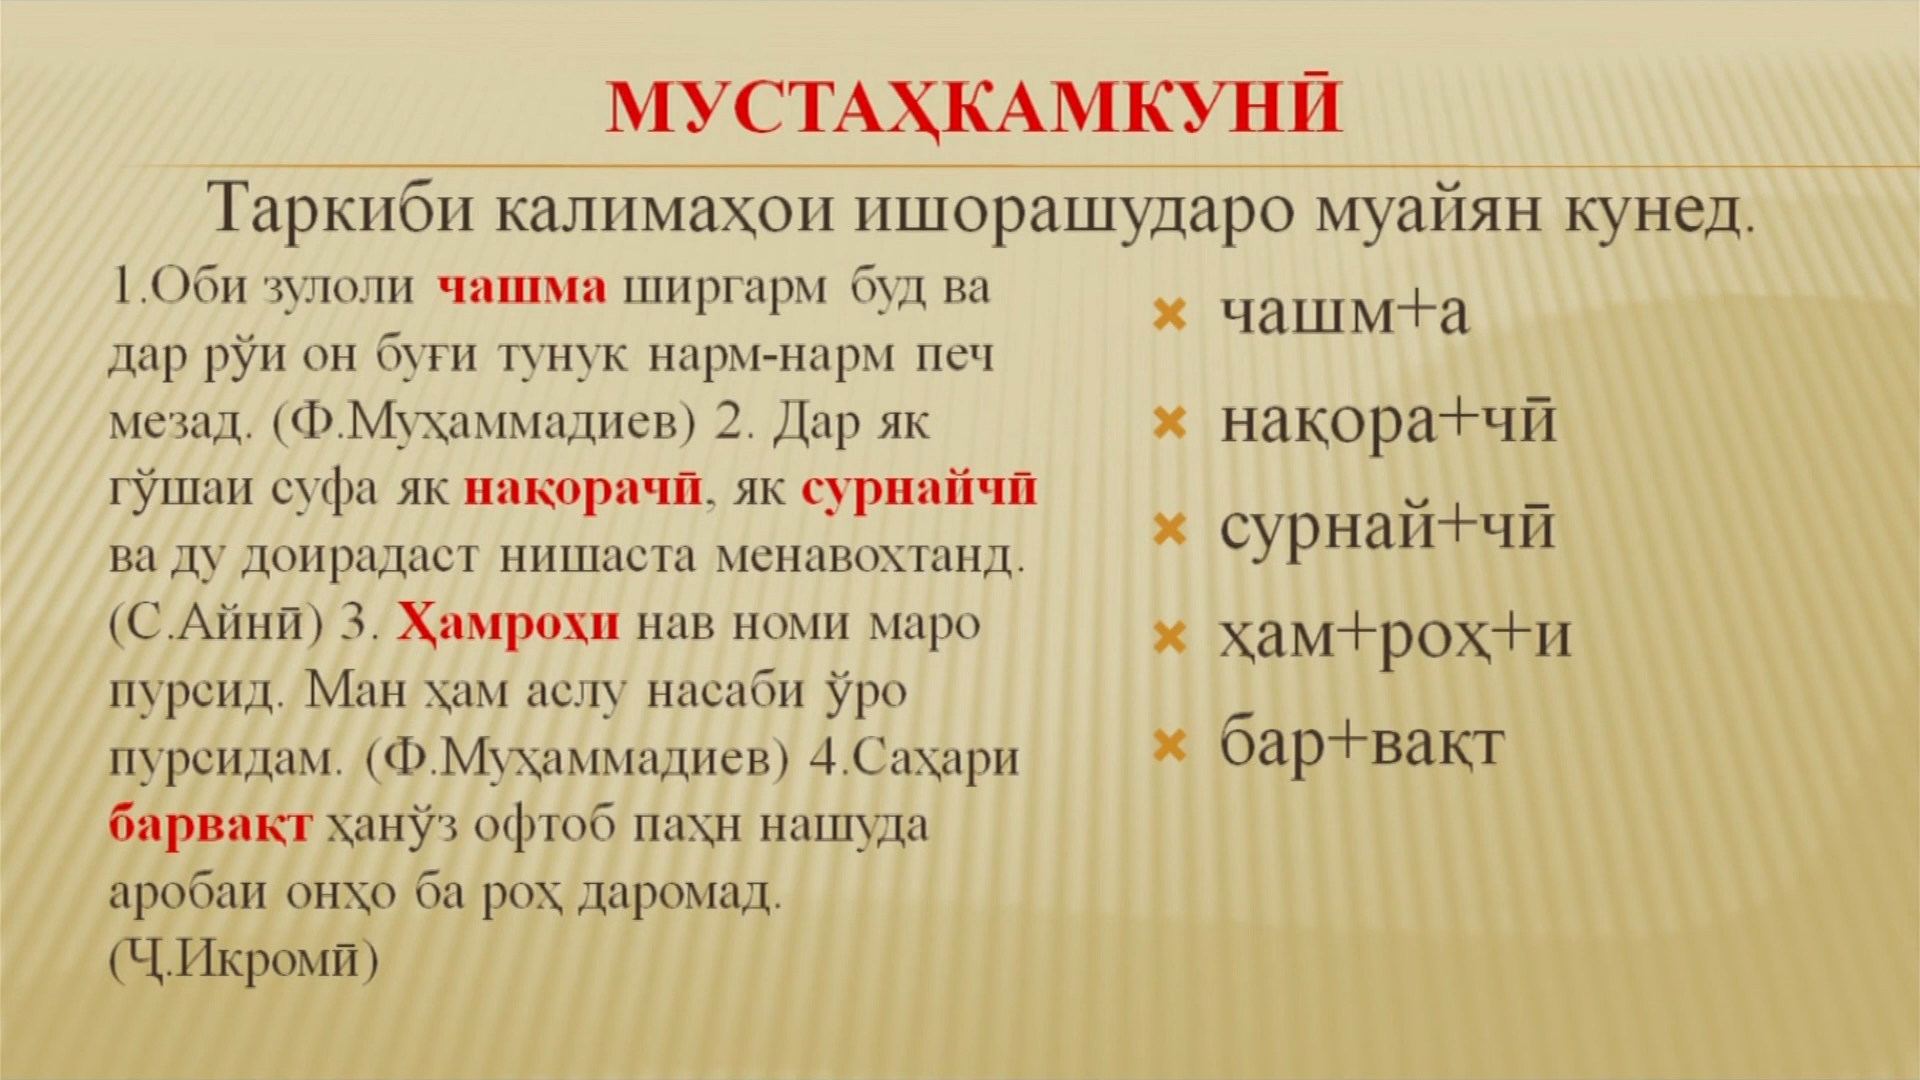 МУСТАҲКАМКУНӢ
Таркиби калимаҳои ишорашударо муайян кунед.
1.Оби зулоли чашма ширгарм буд ва
дар рӯи он буғи тунук нарм-нарм печ
мезад. (Ф.Муҳаммадиев) 2. Дар як
гӯшаи суфа як нақорачӣ, як сурнайчӣ
ва ду доирадаст нишаста менавохтанд.
(С.Айнӣ) 3. Ҳамроҳи нав номи маро
пурсид. Ман ҳам аслу насаби ӯро
пурсидам. (Ф.Муҳаммадиев) 4.Саҳари
барвақт ҳанӯз офтоб паҳн нашуда
аробаи онҳо ба роҳ даромад.
(Ҷ.Икромӣ)
чашм+а
нақора+чӣ
сурнай+чӣ
ҳам+роҳ+и
бар+вақт